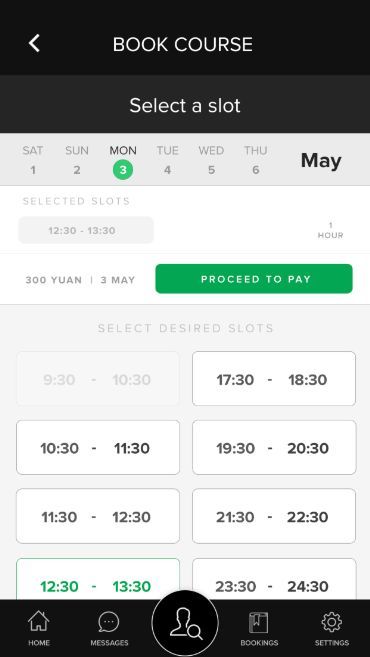 BOOK COURSE
Select a slot
SAT SUN MON TUE WED THU May
1 2 3 4 5 6
SELECTED SLOTS
12:30 - 13:30
1
HOUR
300 YUAN | 3 MAY PROCEED TO PAY
SELECT DESIRED SLOTS
9:30 - 10:30 17:30 - 18:30
10:30 - 11:30 19:30 - 20:30
11:30 - 12:30 21:30 - 22:30
12:30 - 13:30 23:30 - 24:30
HOME MESSAGES BOOKINGS SETTINGS